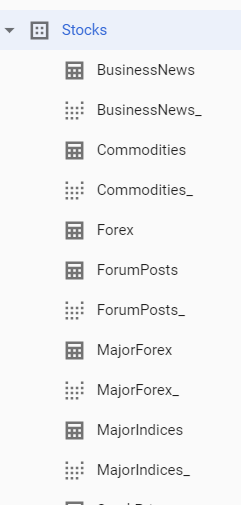 Stocks
BusinessNews
BusinessNews_
Commodities
Commodities_
Forex
ForumPosts
ForumPosts_
MajorForex
MajorForex_
MajorIndices
MajorIndices_